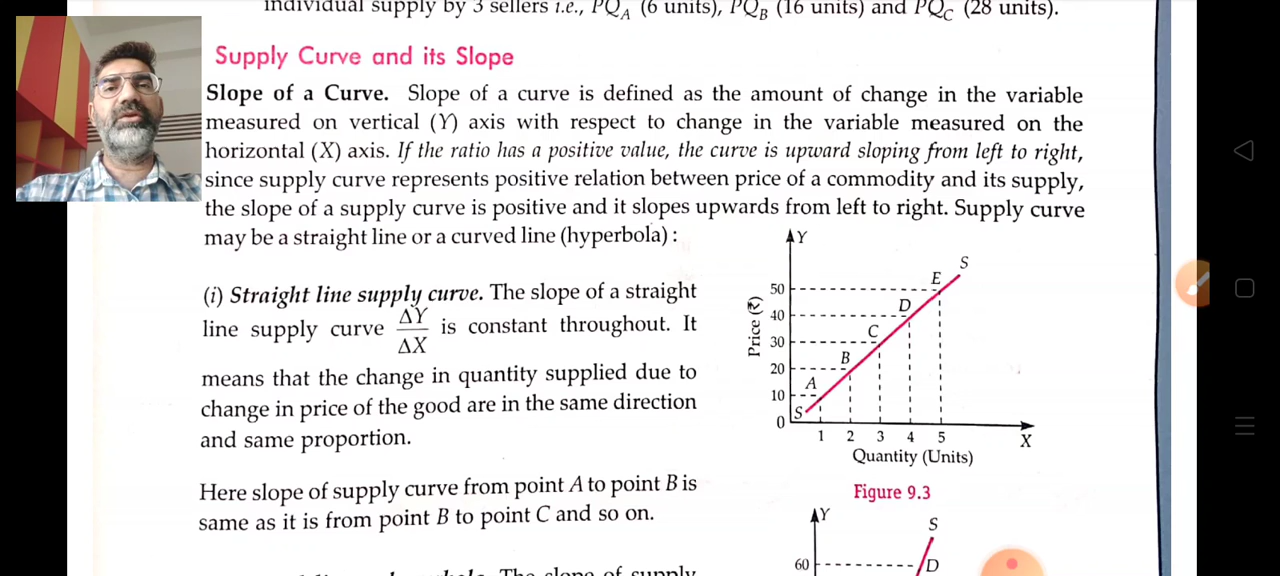 individual supply by 3 sellers i.e., PQA (6 units), PQB (16 units) and PQC (28 units).
Supply Curve and its Slope
Slope of a Curve. Slope of a curve is defined as the amount of change in the variable
measured on vertical (Y) axis with respect to change in the variable measured on the
horizontal (X) axis. If the ratio has a positive value, the curve is upward sloping from left to right,
since supply curve represents positive relation between price of a commodity and its supply,
the slope of a supply curve is positive and it slopes upwards from left to right. Supply curve
may be a straight line or a curved line (hyperbola) :
(i) Straight line supply curve. The slope of a straight
line supply curve ΔY/ΔX is constant throughout. It
means that the change in quantity supplied due to
change in price of the good are in the same direction
and same proportion.
Here slope of supply curve from point A to point B is
same as it is from point B to point C and so on.
Y
S
E
50
D
40
C
30
B
20
A
10
S
0
Price (₹)
1 2 3 4 5
X
Quantity (Units)
Figure 9.3
Y
S
60
D
The slope of supply